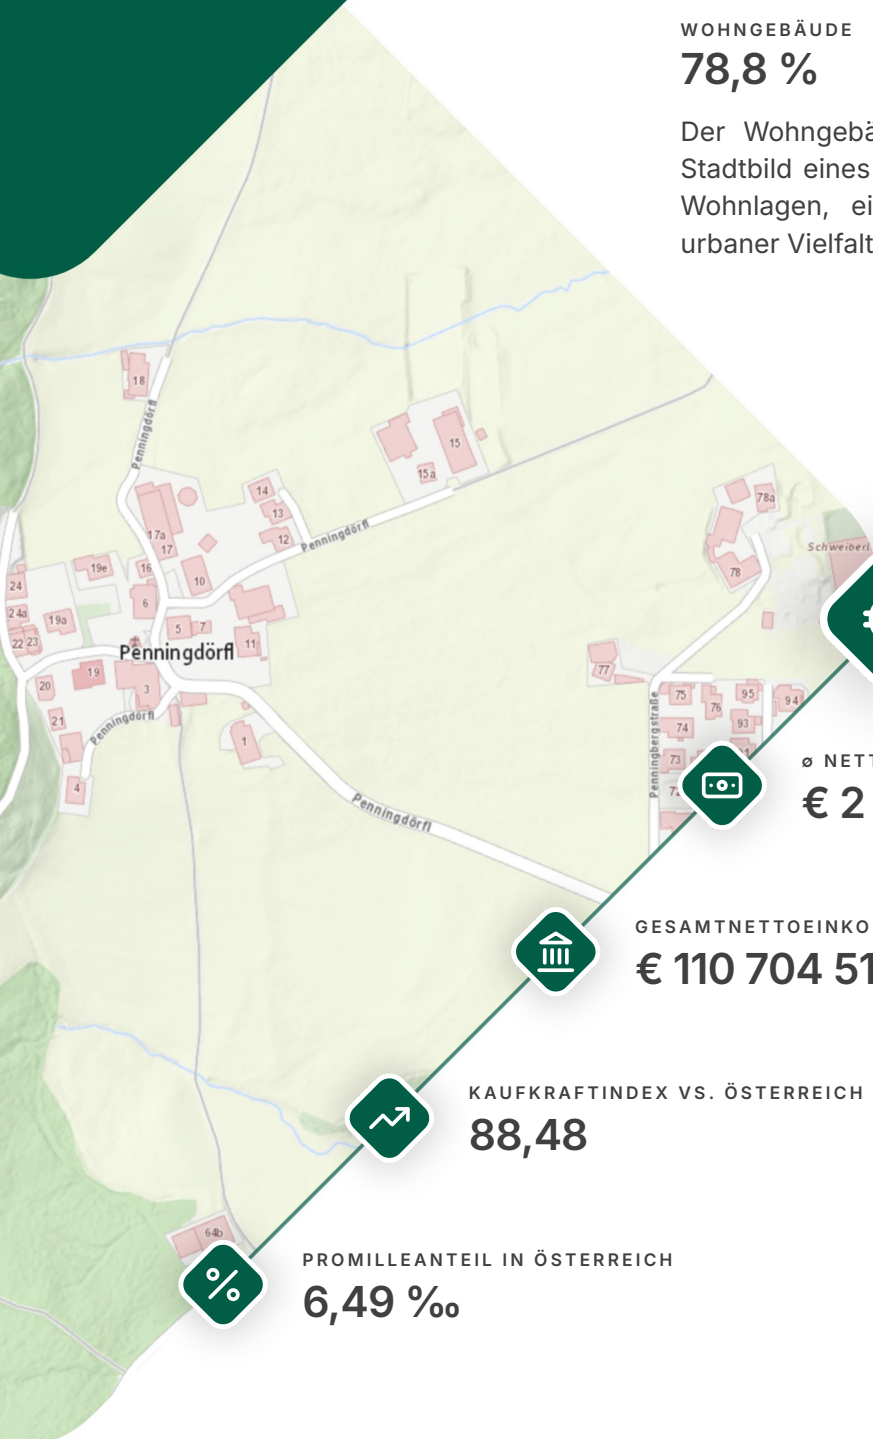 WOHNGEBÄUDE
78,8 %
Der Wohngebä
Stadtbild eines
Wohnlagen, ei
urbaner Vielfalt
18
Penningdörfl
15
15a
14
13
12
Penningdörfl
17a
17
16
10
19e
6
24
24a
19a
5
7
22 23
11
Penningdörfl
19
20
3
21
Penningdörfl
1
4
Penningdörfl
78a
Schweiberl
78
77
75
76
95
94
74
93
73
Penningbergstraße
ø NETT
€ 2
GESAMTNETTOEINKO
€ 110 704 51
KAUFKRAFTINDEX VS. ÖSTERREICH
88,48
64b
PROMILLEANTEIL IN ÖSTERREICH
6,49 ‰